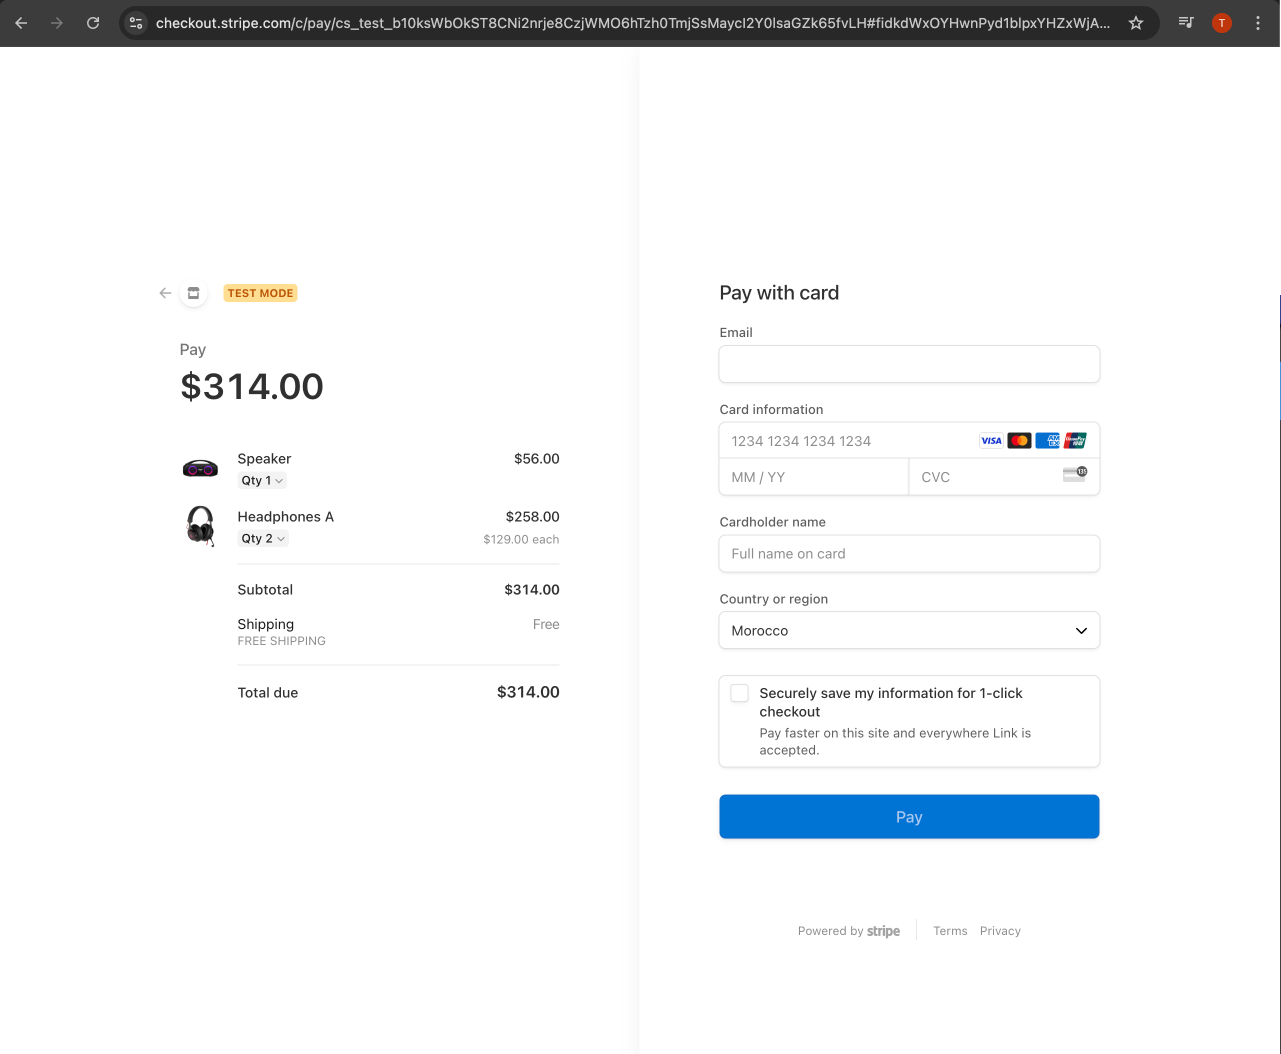 checkout.stripe.com/c/pay/cs_test_b10ksWbOkST8CNi2nrje8CzjWMO6hTzh0TmjSsMaycI2Y0IsaGZk65fvLH#fidkdWxOYHwnPyd1blpxYHZxWjA...
T
TEST MODE
Pay
$314.00
Speaker $56.00
Qty 1
Headphones A $258.00
Qty 2 $129.00 each
Subtotal $314.00
Shipping Free
FREE SHIPPING
Total due $314.00
Pay with card
Email
Card information
1234 1234 1234 1234 VISA AMEX UnionPay
MM / YY CVC 135
Cardholder name
Full name on card
Country or region
Morocco
Securely save my information for 1-click
checkout
Pay faster on this site and everywhere Link is
accepted.
Pay
Powered by stripe Terms Privacy